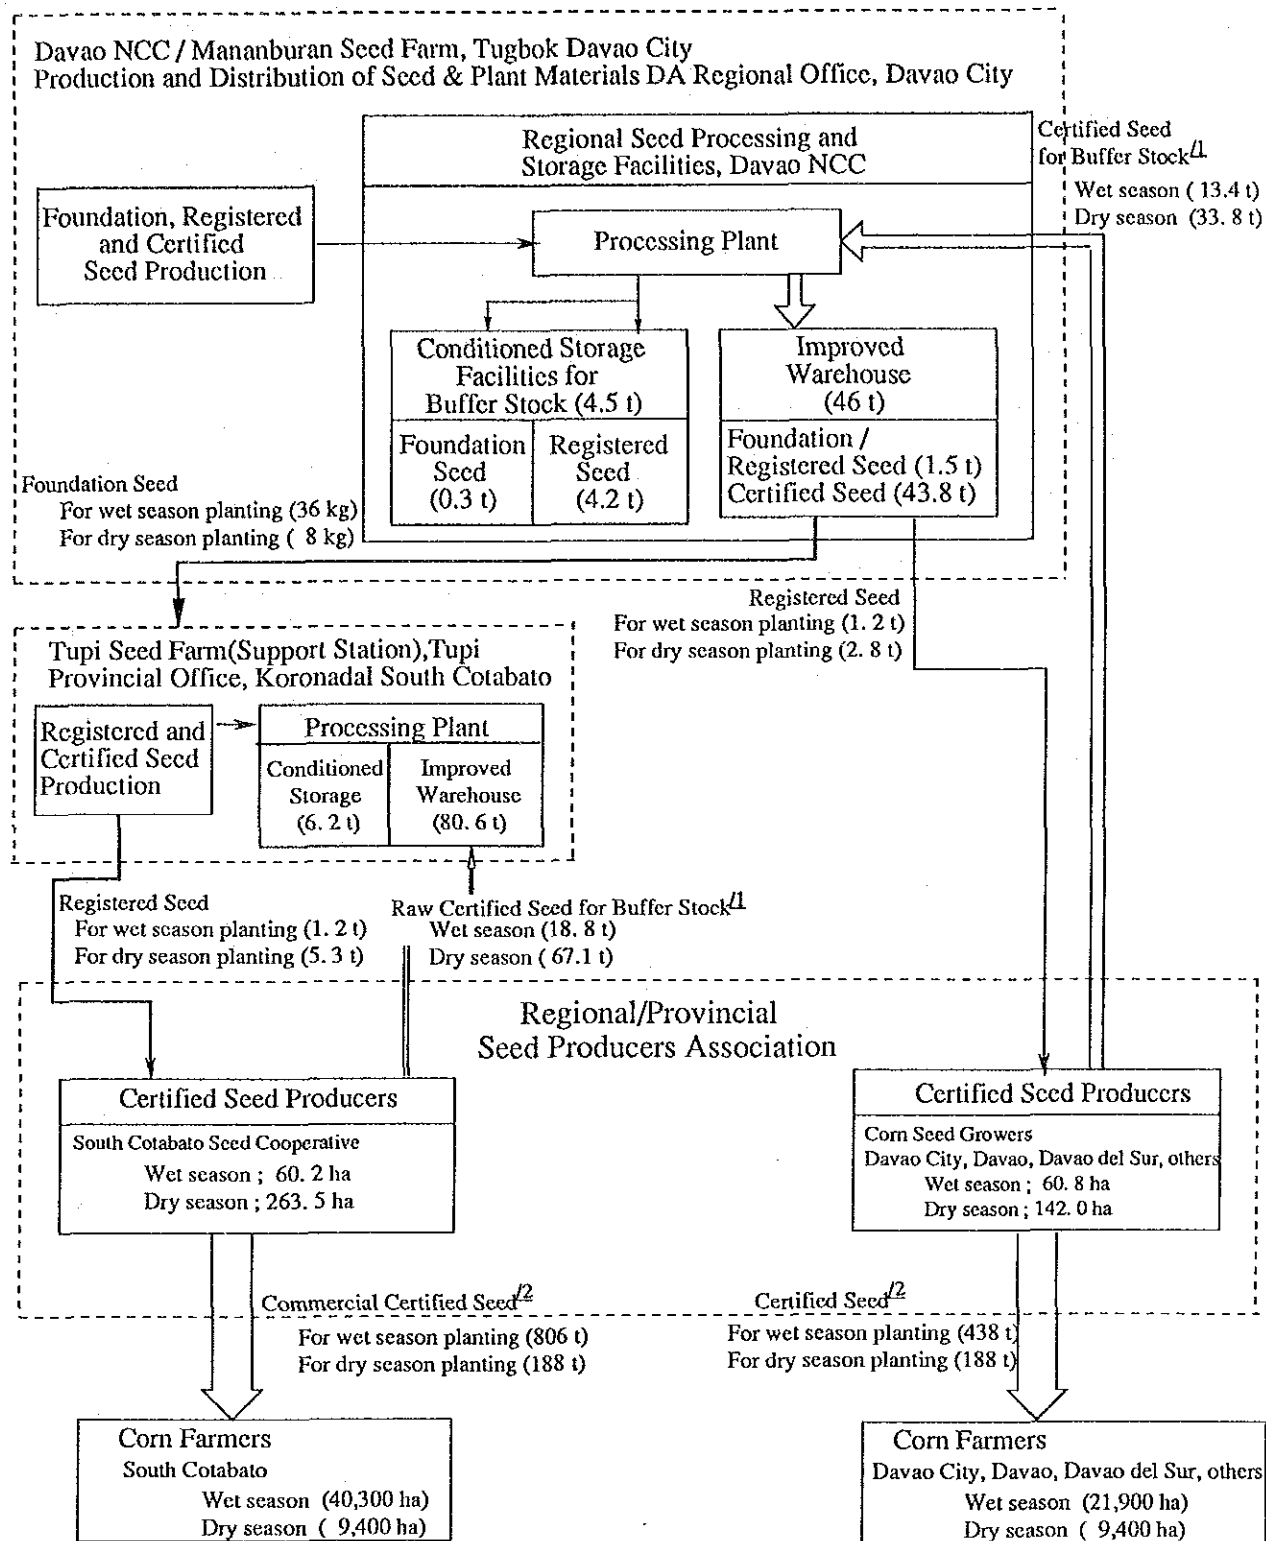 Davao NCC / Mananburan Seed Farm, Tugbok Davao City
Production and Distribution of Seed & Plant Materials DA Regional Office, Davao City
Regional Seed Processing and
Storage Facilities, Davao NCC
Certified Seed
for Buffer Stock/1
Wet season ( 13.4 t)
Dry season (33. 8 t)
Foundation, Registered
and Certified
Seed Production
Processing Plant
Conditioned Storage
Facilities for
Buffer Stock (4.5 t)
Foundation
Seed
(0.3 t)
Registered
Seed
(4.2 t)
Improved
Warehouse
(46 t)
Foundation /
Registered Seed (1.5 t)
Certified Seed (43.8 t)
Foundation Seed
For wet season planting (36 kg)
For dry season planting ( 8 kg)
Registered Seed
For wet season planting (1. 2 t)
For dry season planting (2. 8 t)
Tupi Seed Farm(Support Station),Tupi
Provincial Office, Koronadal South Cotabato
Registered and
Certified Seed
Production
Processing Plant
Conditioned
Storage
(6. 2 t)
Improved
Warehouse
(80. 6 t)
Registered Seed
For wet season planting (1. 2 t)
For dry season planting (5. 3 t)
Raw Certified Seed for Buffer Stock/1
Wet season (18. 8 t)
Dry season ( 67.1 t)
Regional/Provincial
Seed Producers Association
Certified Seed Producers
South Cotabato Seed Cooperative
Wet season ; 60. 2 ha
Dry season ; 263. 5 ha
Certified Seed Producers
Corn Seed Growers
Davao City, Davao, Davao del Sur, others
Wet season ; 60. 8 ha
Dry season ; 142. 0 ha
Commercial Certified Seed/2
For wet season planting (806 t)
For dry season planting (188 t)
Certified Seed/2
For wet season planting (438 t)
For dry season planting (188 t)
Corn Farmers
South Cotabato
Wet season (40,300 ha)
Dry season ( 9,400 ha)
Corn Farmers
Davao City, Davao, Davao del Sur, others
Wet season (21,900 ha)
Dry season ( 9,400 ha)